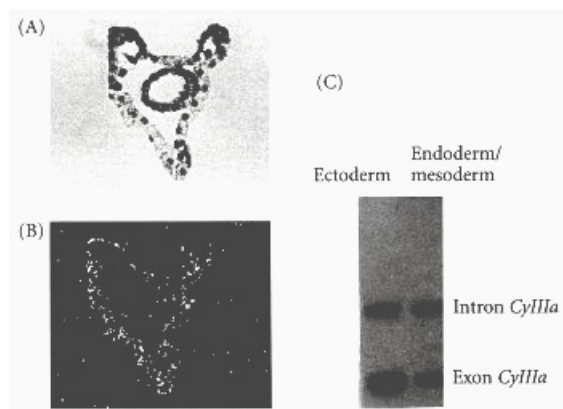 (A)
(C)
Ectoderm
Endoderm/
mesoderm
(B)
Intron CyIIIa
Exon CyIIIa